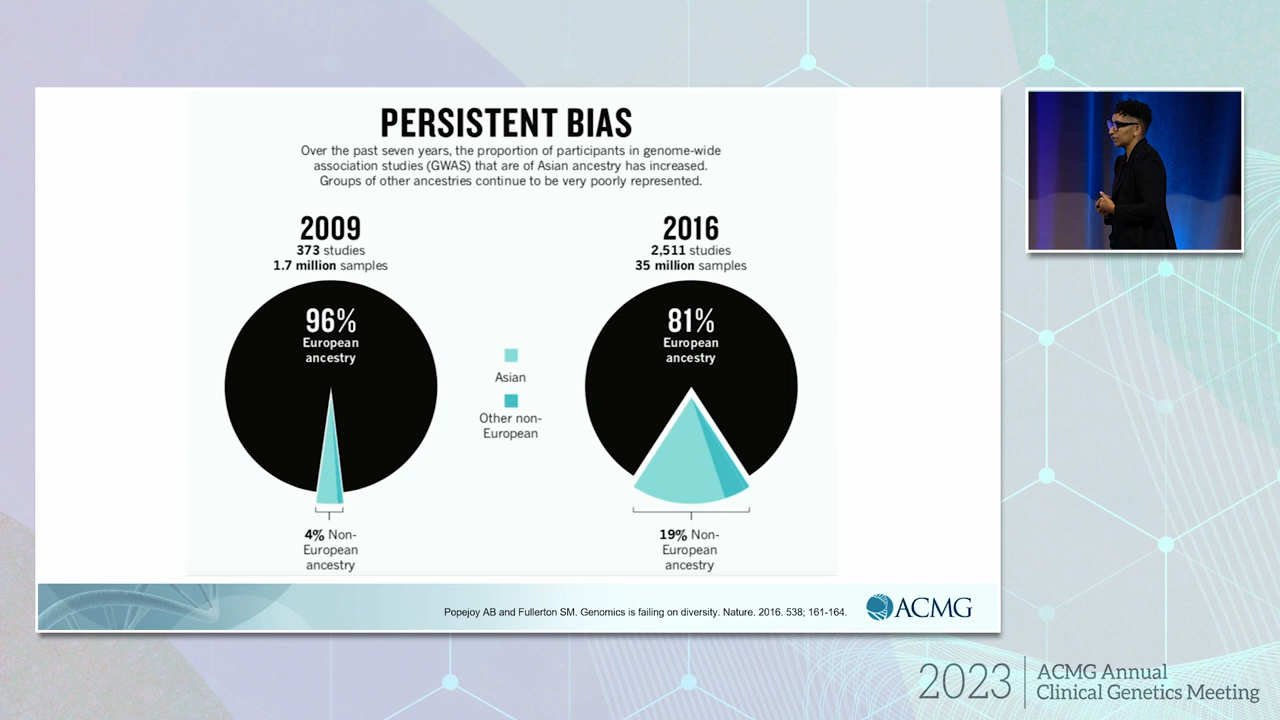 PERSISTENT BIAS
Over the past seven years, the proportion of participants in genome-wide
association studies (GWAS) that are of Asian ancestry has increased.
Groups of other ancestries continue to be very poorly represented.
2009
373 studies
1.7 million samples
96%
European
ancestry
4% Non-
European
ancestry
Asian
Other non-
European
2016
2,511 studies
35 million samples
81%
European
ancestry
19% Non-
European
ancestry
Popejoy AB and Fullerton SM. Genomics is failing on diversity. Nature. 2016. 538; 161-164.
ACMG
2023
ACMG Annual
Clinical Genetics Meeting